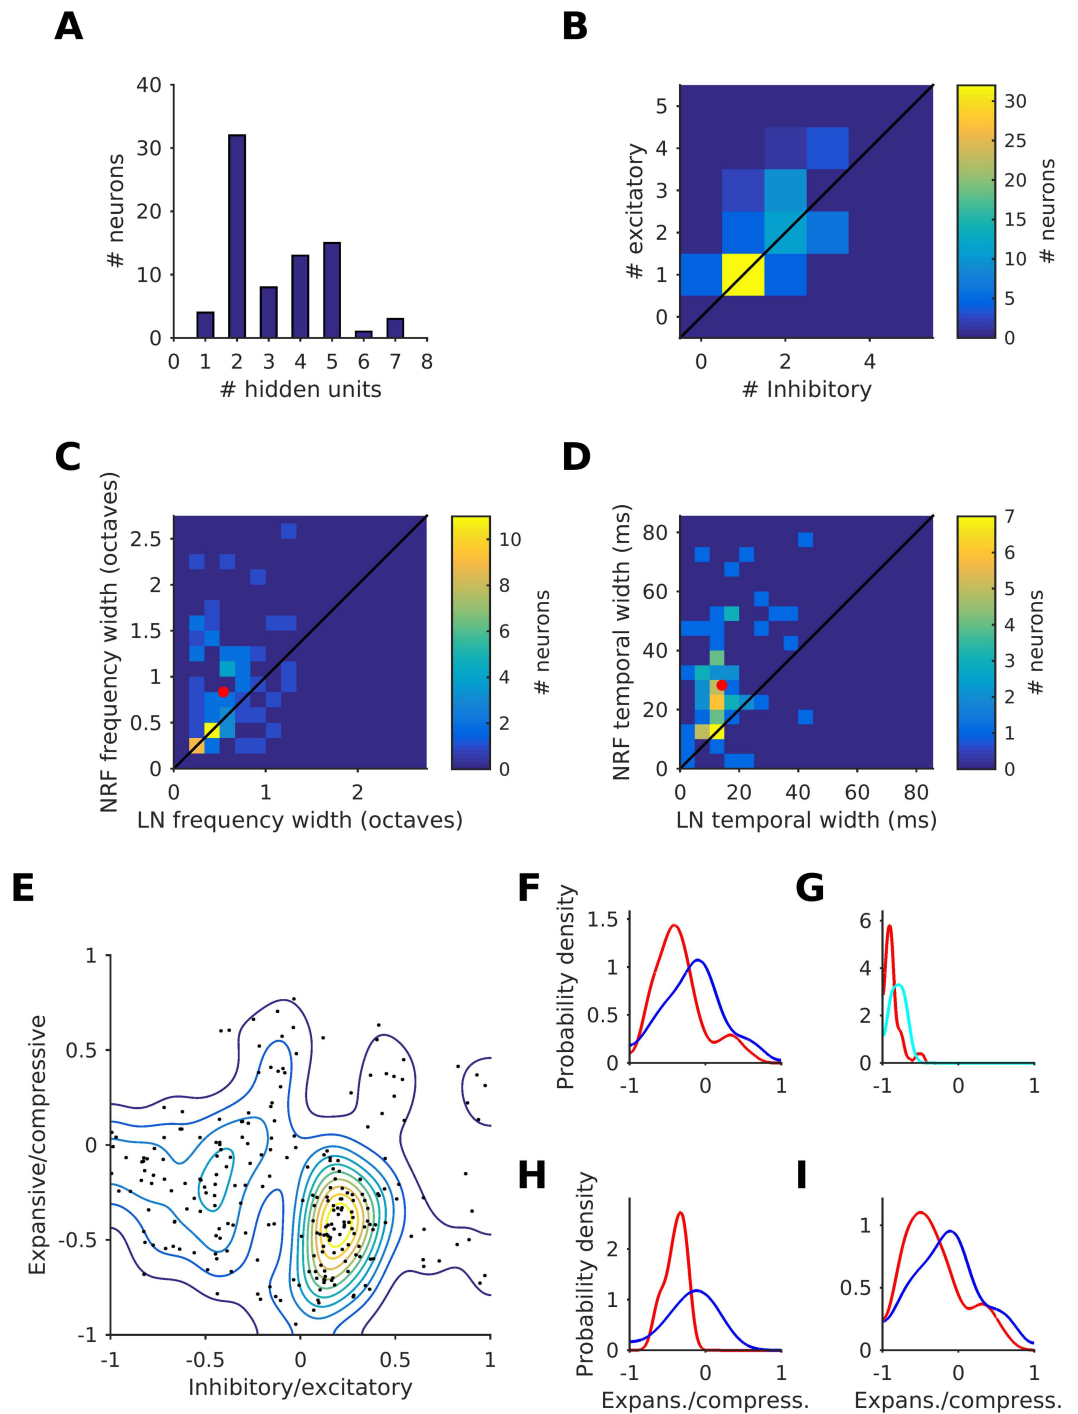 A
40
30
20
10
0
# neurons
0 1 2 3 4 5 6 7 8
# hidden units
B
5
4
3
2
1
0
# excitatory
0 2 4
# Inhibitory
30
25
20
15
10
5
0
# neurons
C
2.5
2
1.5
1
0.5
0
NRF frequency width (octaves)
0 1 2
LN frequency width (octaves)
10
8
6
4
2
0
# neurons
D
80
60
40
20
0
NRF temporal width (ms)
0 20 40 60 80
LN temporal width (ms)
7
6
5
4
3
2
1
0
# neurons
E
1
0.5
0
-0.5
-1
Expansive/compressive
-1 -0.5 0 0.5 1
Inhibitory/excitatory
F
1.5
1
0.5
0
Probability density
-1 0 1
G
6
4
2
0
-1 0 1
H
2
1
0
Probability density
-1 0 1
Expans./compress.
I
1
0.5
0
-1 0 1
Expans./compress.